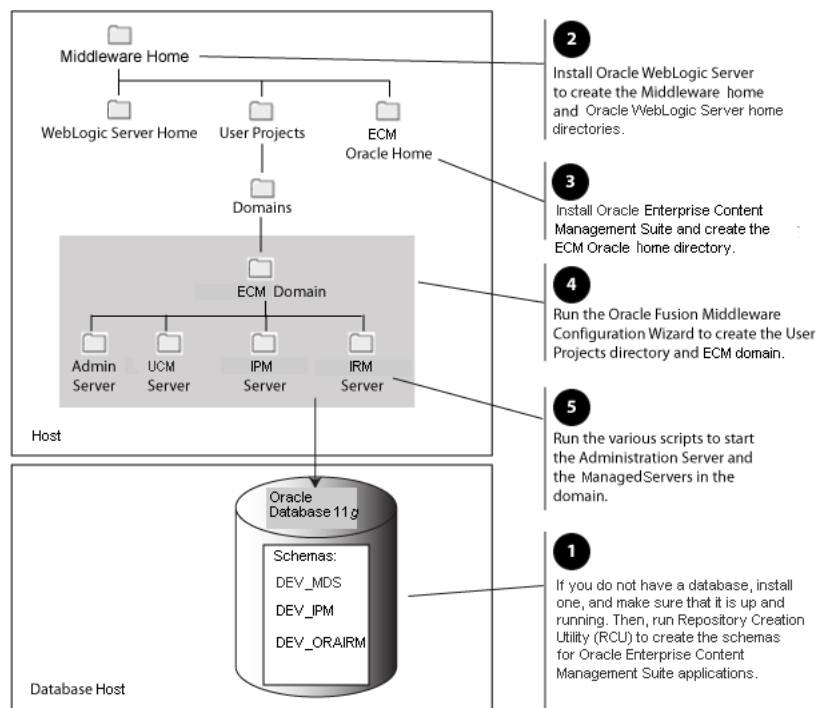 Middleware Home
WebLogic Server Home
User Projects
ECM
Oracle Home
Domains
ECM Domain
Admin
Server
UCM
Server
IPM
Server
IRM
Server
Host
Oracle
Database 11g
Schemas:
DEV_MDS
DEV_IPM
DEV_ORAIRM
Database Host
2
Install Oracle WebLogic Server
to create the Middleware home
and Oracle WebLogic Server home
directories.
3
Install Oracle Enterprise Content
Management Suite and create the
ECM Oracle home directory.
4
Run the Oracle Fusion Middleware
Configuration Wizard to create the User
Projects directory and ECM domain.
5
Run the various scripts to start
the Administration Server and
the ManagedServers in the
domain.
1
If you do not have a database, install
one, and make sure that it is up and
running. Then, run Repository Creation
Utility (RCU) to create the schemas
for Oracle Enterprise Content
Management Suite applications.